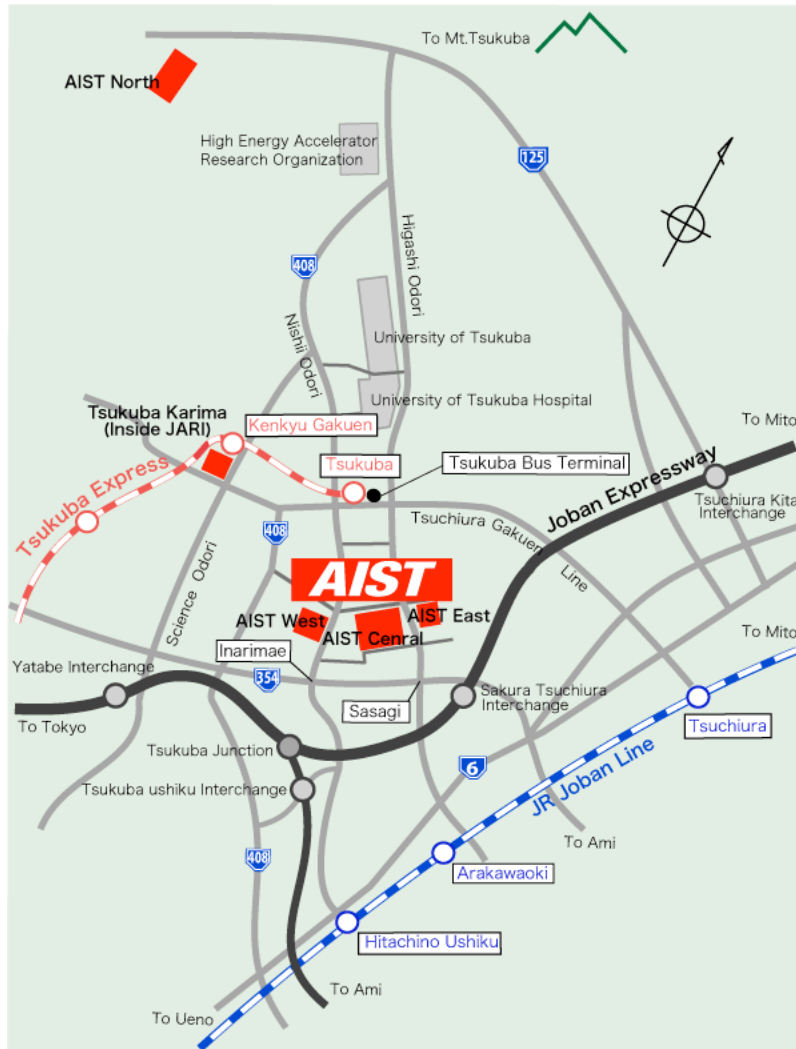 To Mt.Tsukuba
AIST North
High Energy Accelerator
Research Organization
125
Higashi Odori
408
Nishii Odori
University of Tsukuba
University of Tsukuba Hospital
Tsukuba Karima
(Inside JARI)
Kenkyu Gakuen
To Mito
Tsukuba
Tsukuba Bus Terminal
Tsukuba Express
Joban Expressway
Tsuchiura Kita
Interchange
Tsuchiura Gakuen
Line
408
Science Odori
AIST
AIST West
AIST Cenral
AIST East
Inarimae
To Mito
Yatabe Interchange
354
Sasagi
Sakura Tsuchiura
Interchange
To Tokyo
Tsuchiura
Tsukuba Junction
6
JR Joban Line
Tsukuba ushiku Interchange
To Ami
408
Arakawaoki
Hitachino Ushiku
To Ami
To Ueno